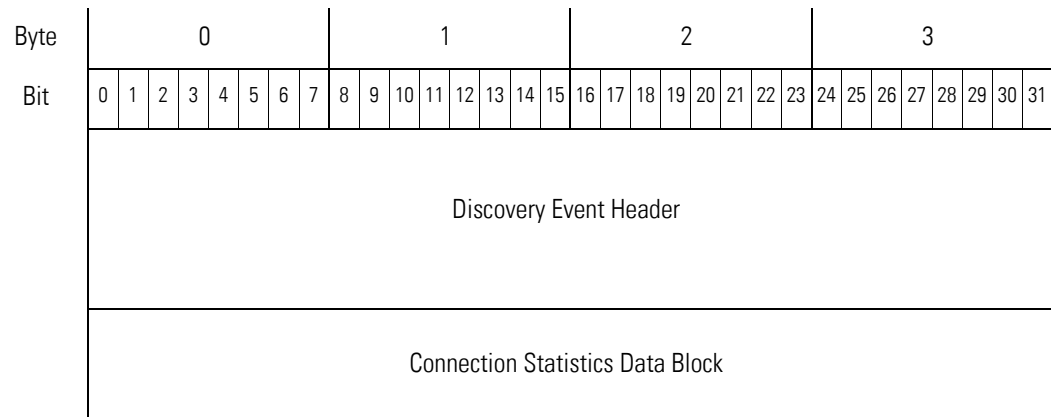 Byte 0 1 2 3
Bit 0 1 2 3 4 5 6 7 8 9 10 11 12 13 14 15 16 17 18 19 20 21 22 23 24 25 26 27 28 29 30 31
Discovery Event Header
Connection Statistics Data Block